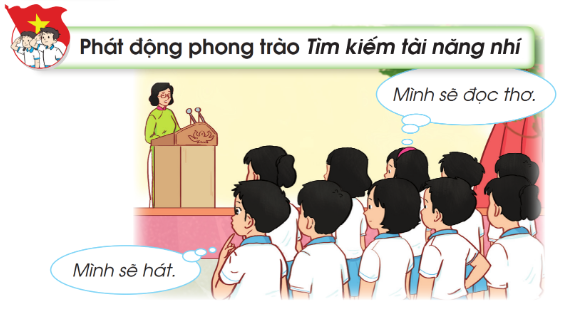 Phát động phong trào Tìm kiếm tài năng nhí
Mình sẽ đọc thơ.
Mình sẽ hát.